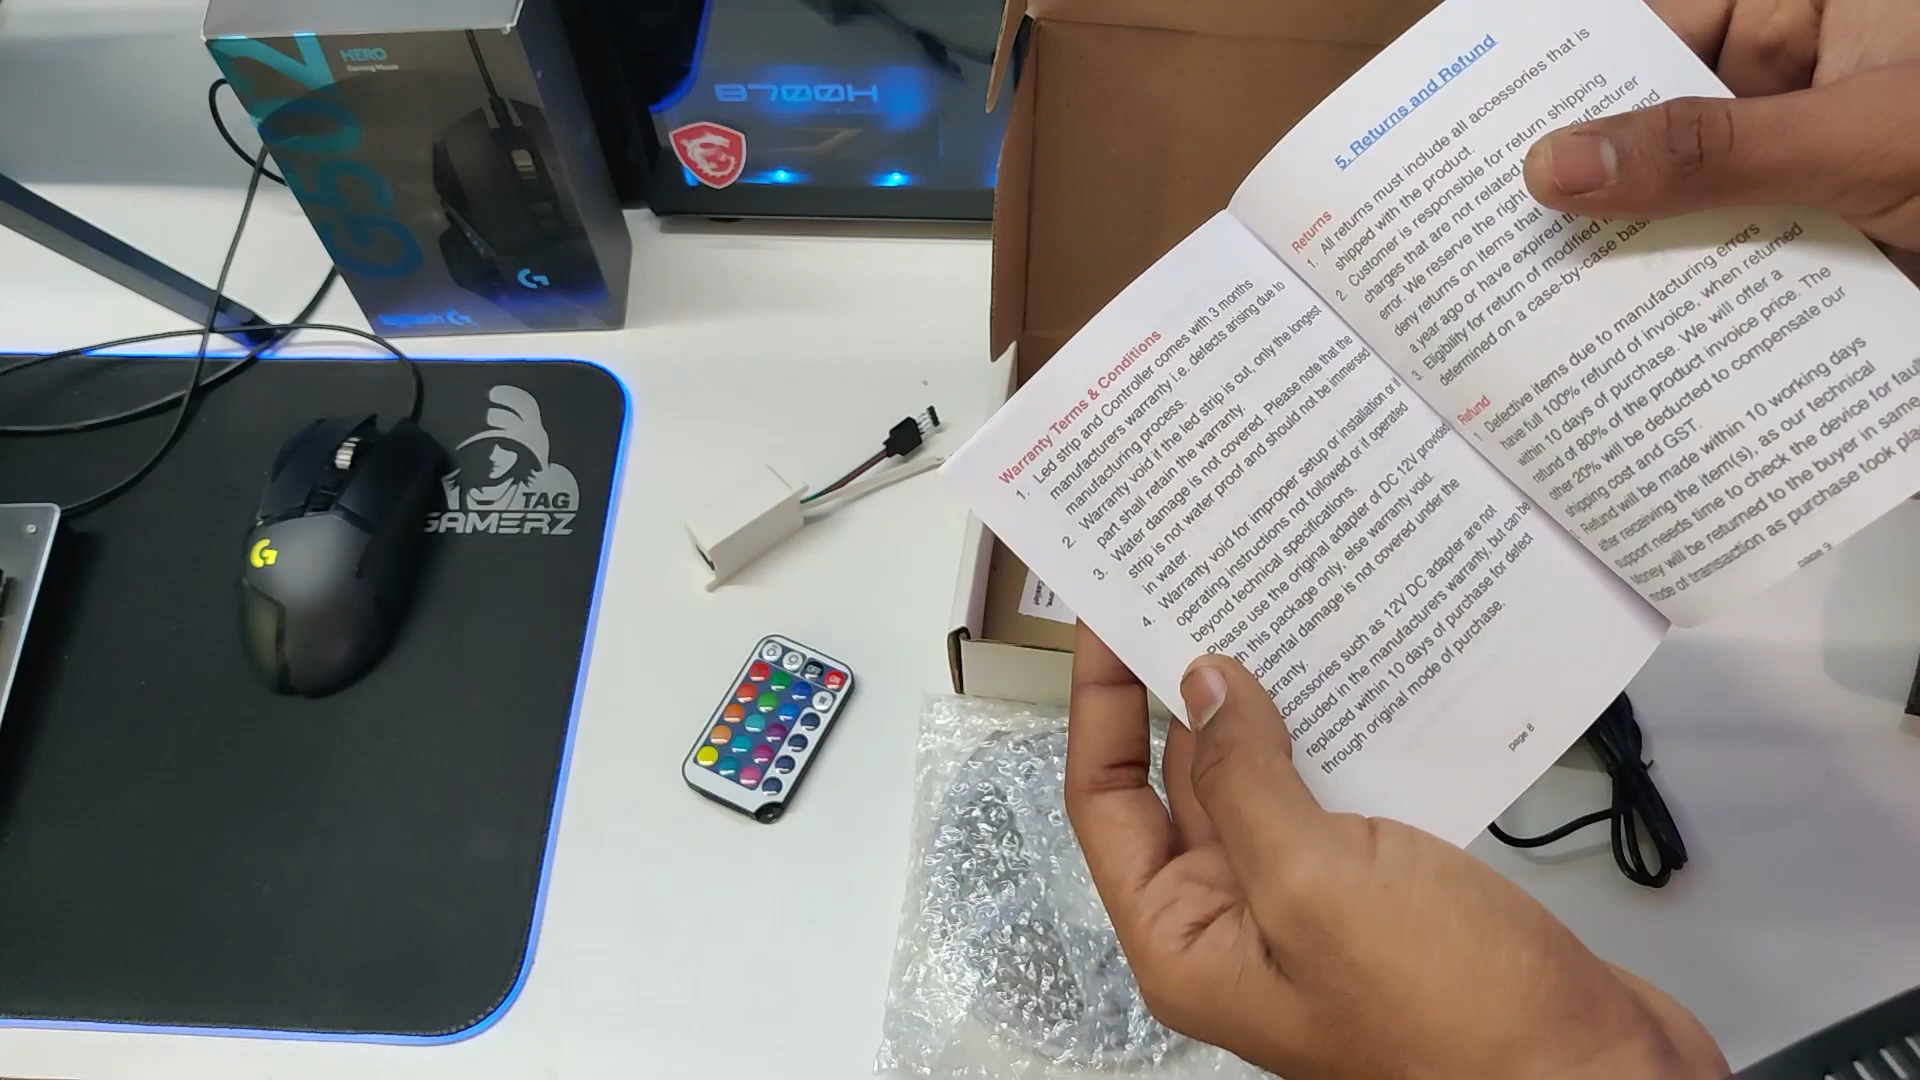 G502
HERO
Gaming Mouse
logitech G
B700H
TAG
GAMERZ
OFF
ON
Warranty Terms & Conditions
1. Led strip and Controller comes with 3 months
manufacturers warranty i.e. defects arising due to
manufacturing process.
2. Warranty void if the led strip is cut, only the longest
part shall retain the warranty.
3. Water damage is not covered. Please note that the
strip is not water proof and should not be immersed
in water.
4. Warranty void for improper setup or installation or if
operating instructions not followed or if operated
beyond technical specifications.
Please use the original adapter of DC 12V provided
this package only, else warranty void.
damage is not covered under the
such as 12V DC adapter are not
included in the manufacturers warranty, but can be
replaced within 10 days of purchase for defect
through original mode of purchase.
page 8
5. Returns and Refund
Returns
1. All returns must include all accessories that is
shipped with the product.
2. Customer is responsible for return shipping
charges that are not related
error. We reserve the right
and
deny returns on items that
a year ago or have expired
3. Eligibility for return of modified
determined on a case-by-case
Refund
1. Defective items due to manufacturing errors
have full 100% refund of invoice, when returned
within 10 days of purchase. We will offer a
refund of 80% of the product invoice price. The
other 20% will be deducted to compensate our
shipping cost and GST.
Refund will be made within 10 working days
after receiving the item(s), as our technical
support needs time to check the device for
Money will be returned to the buyer in same
mode of transaction as purchase took
page 9